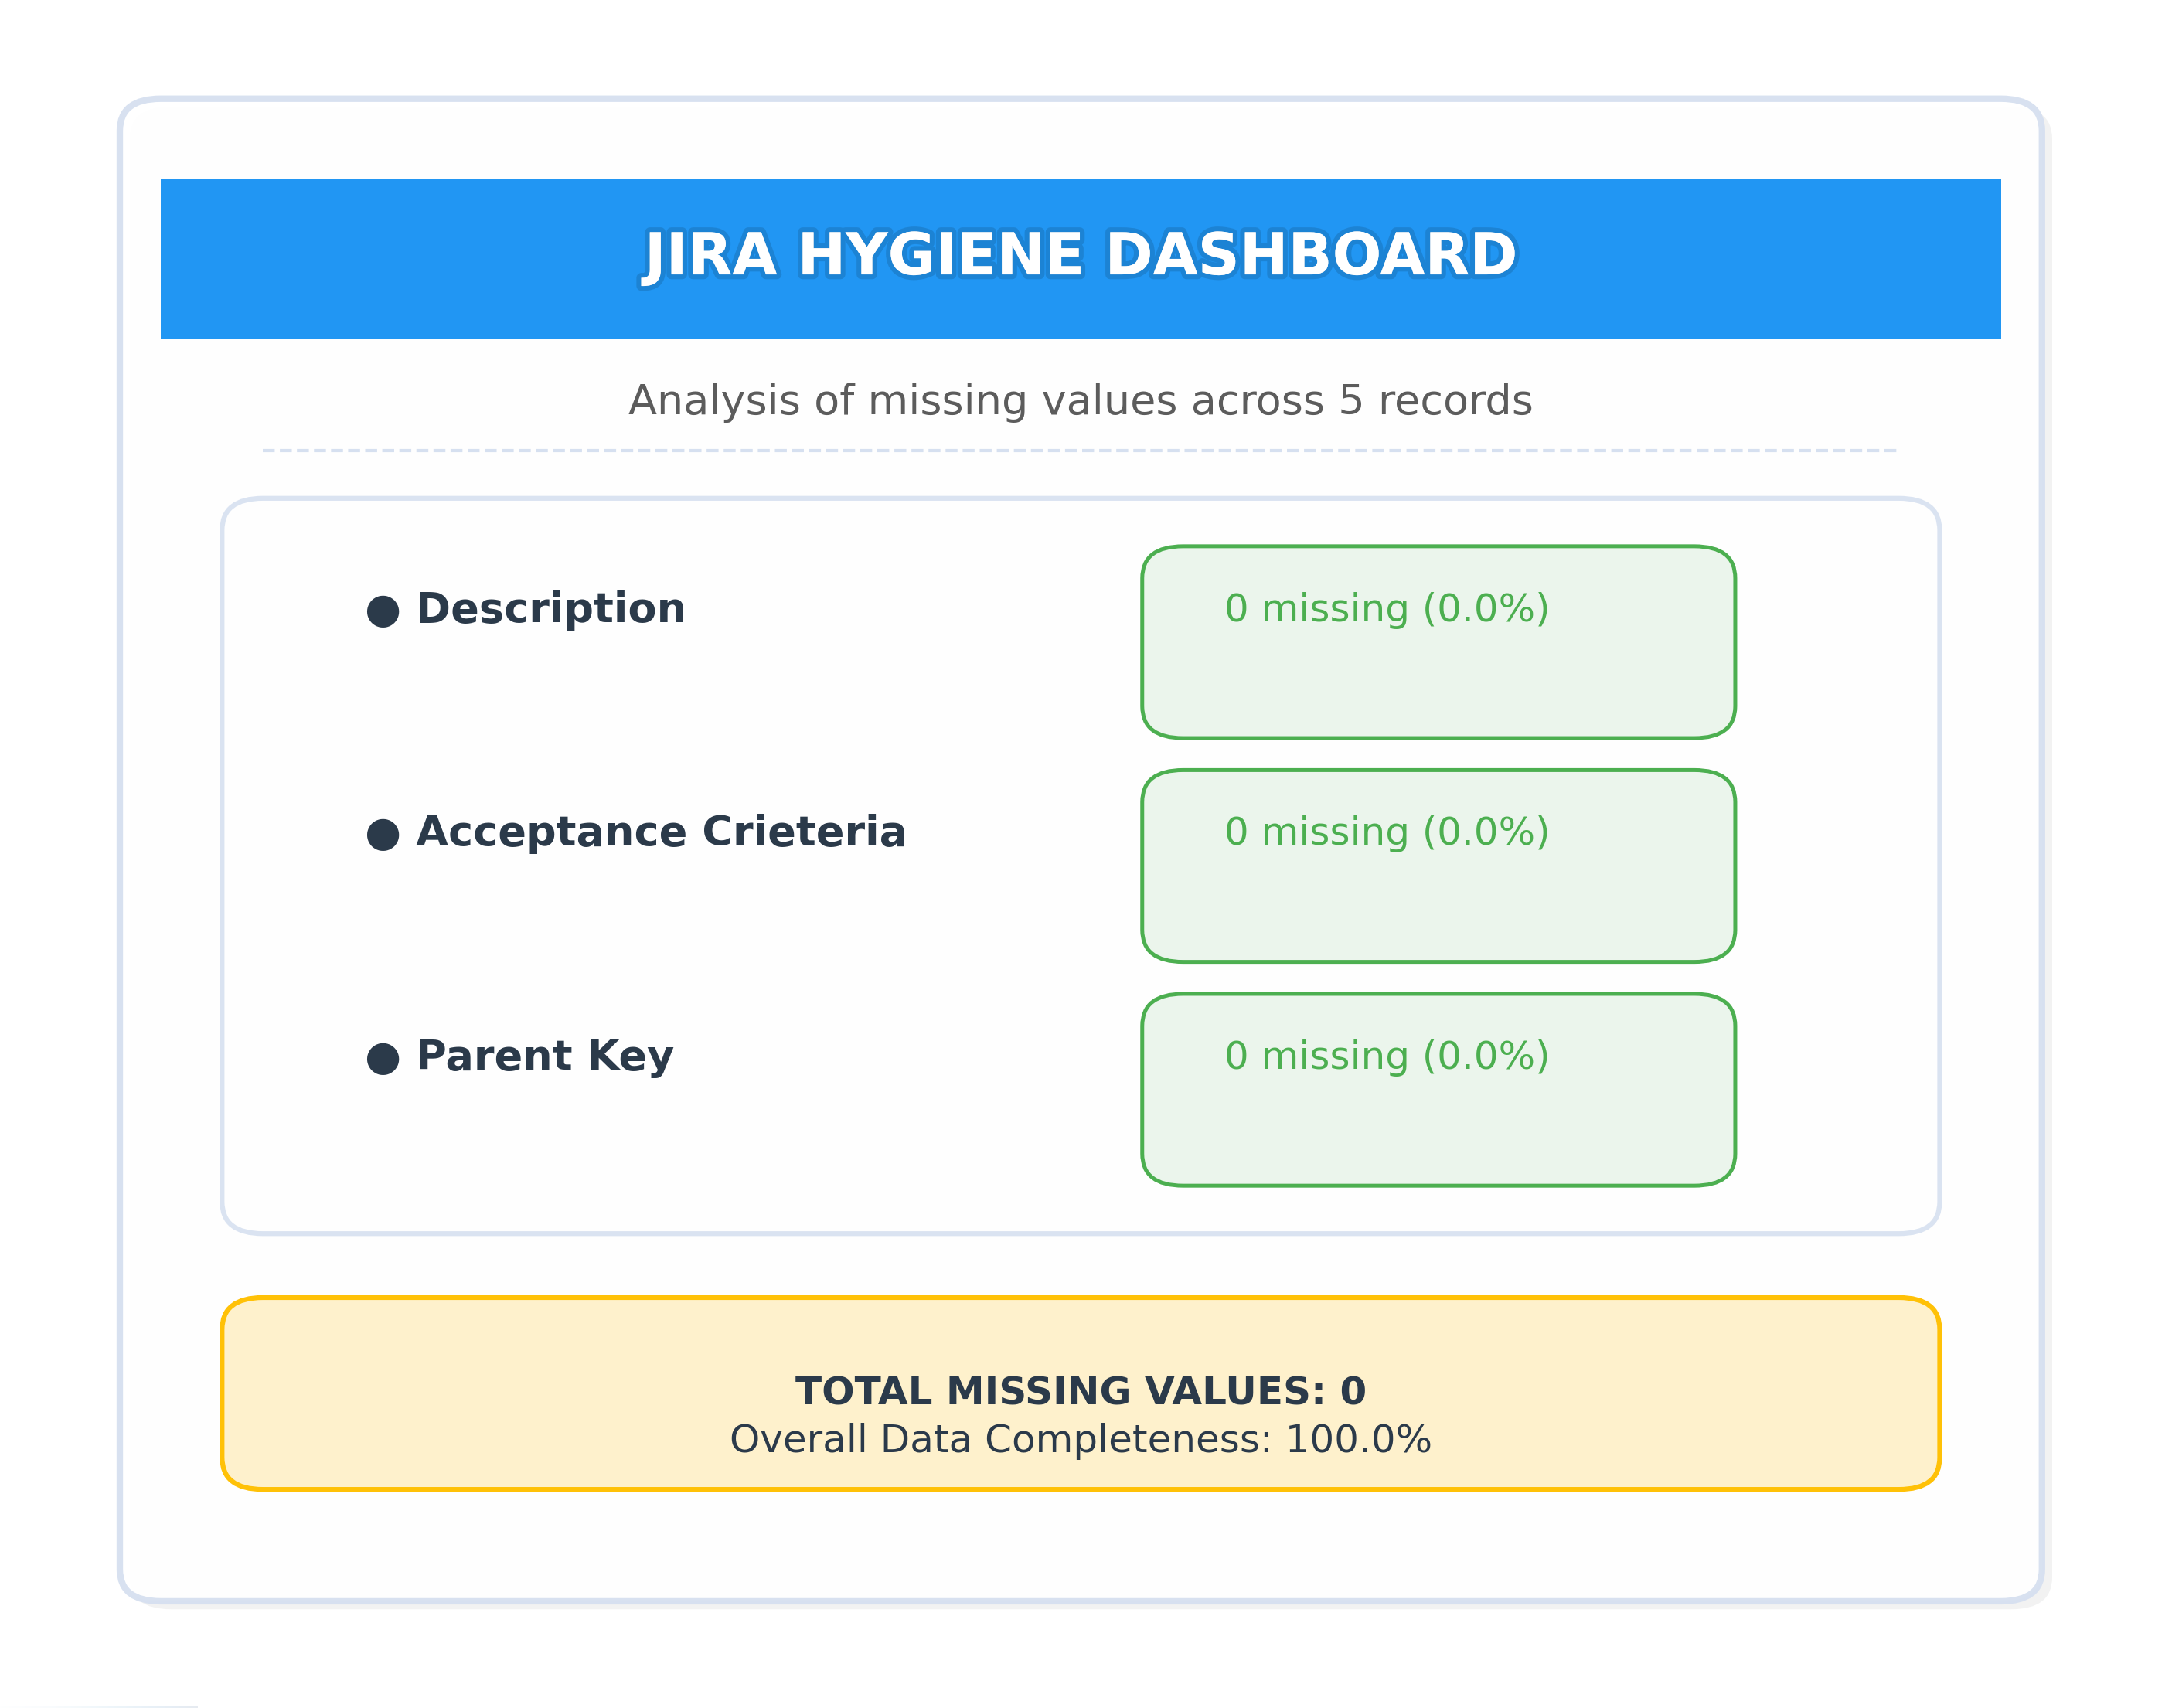 JIRA HYGIENE DASHBOARD
Analysis of missing values across 5 records
● Description 0 missing (0.0%)
● Acceptance Crieteria 0 missing (0.0%)
● Parent Key 0 missing (0.0%)
TOTAL MISSING VALUES: 0
Overall Data Completeness: 100.0%